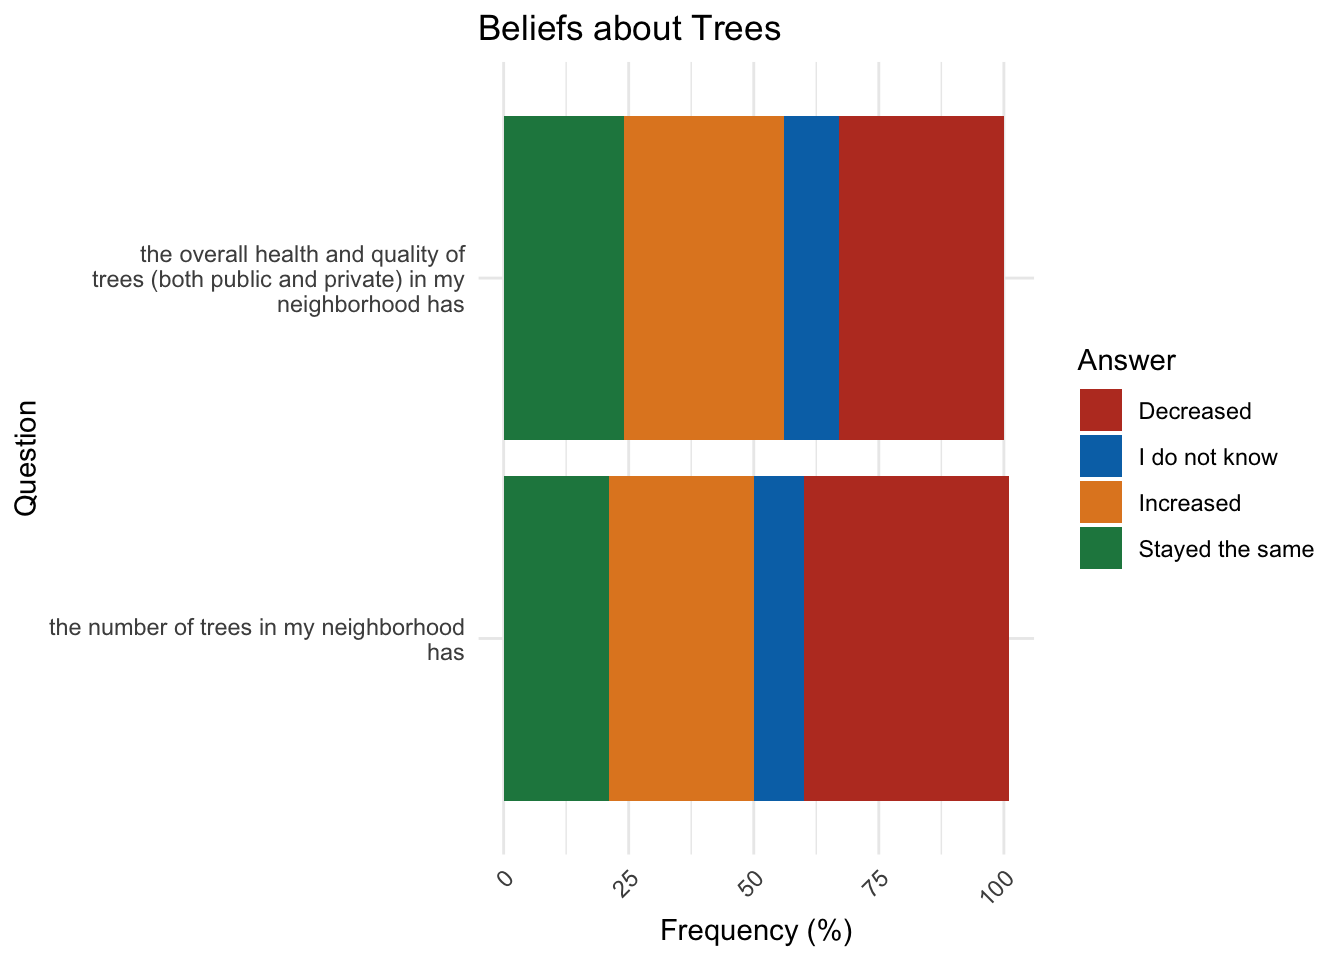 Beliefs about Trees
the overall health and quality of
trees (both public and private) in my
neighborhood has
the number of trees in my neighborhood
has
Question
0
25
50
75
100
Frequency (%)
Answer
Decreased
I do not know
Increased
Stayed the same